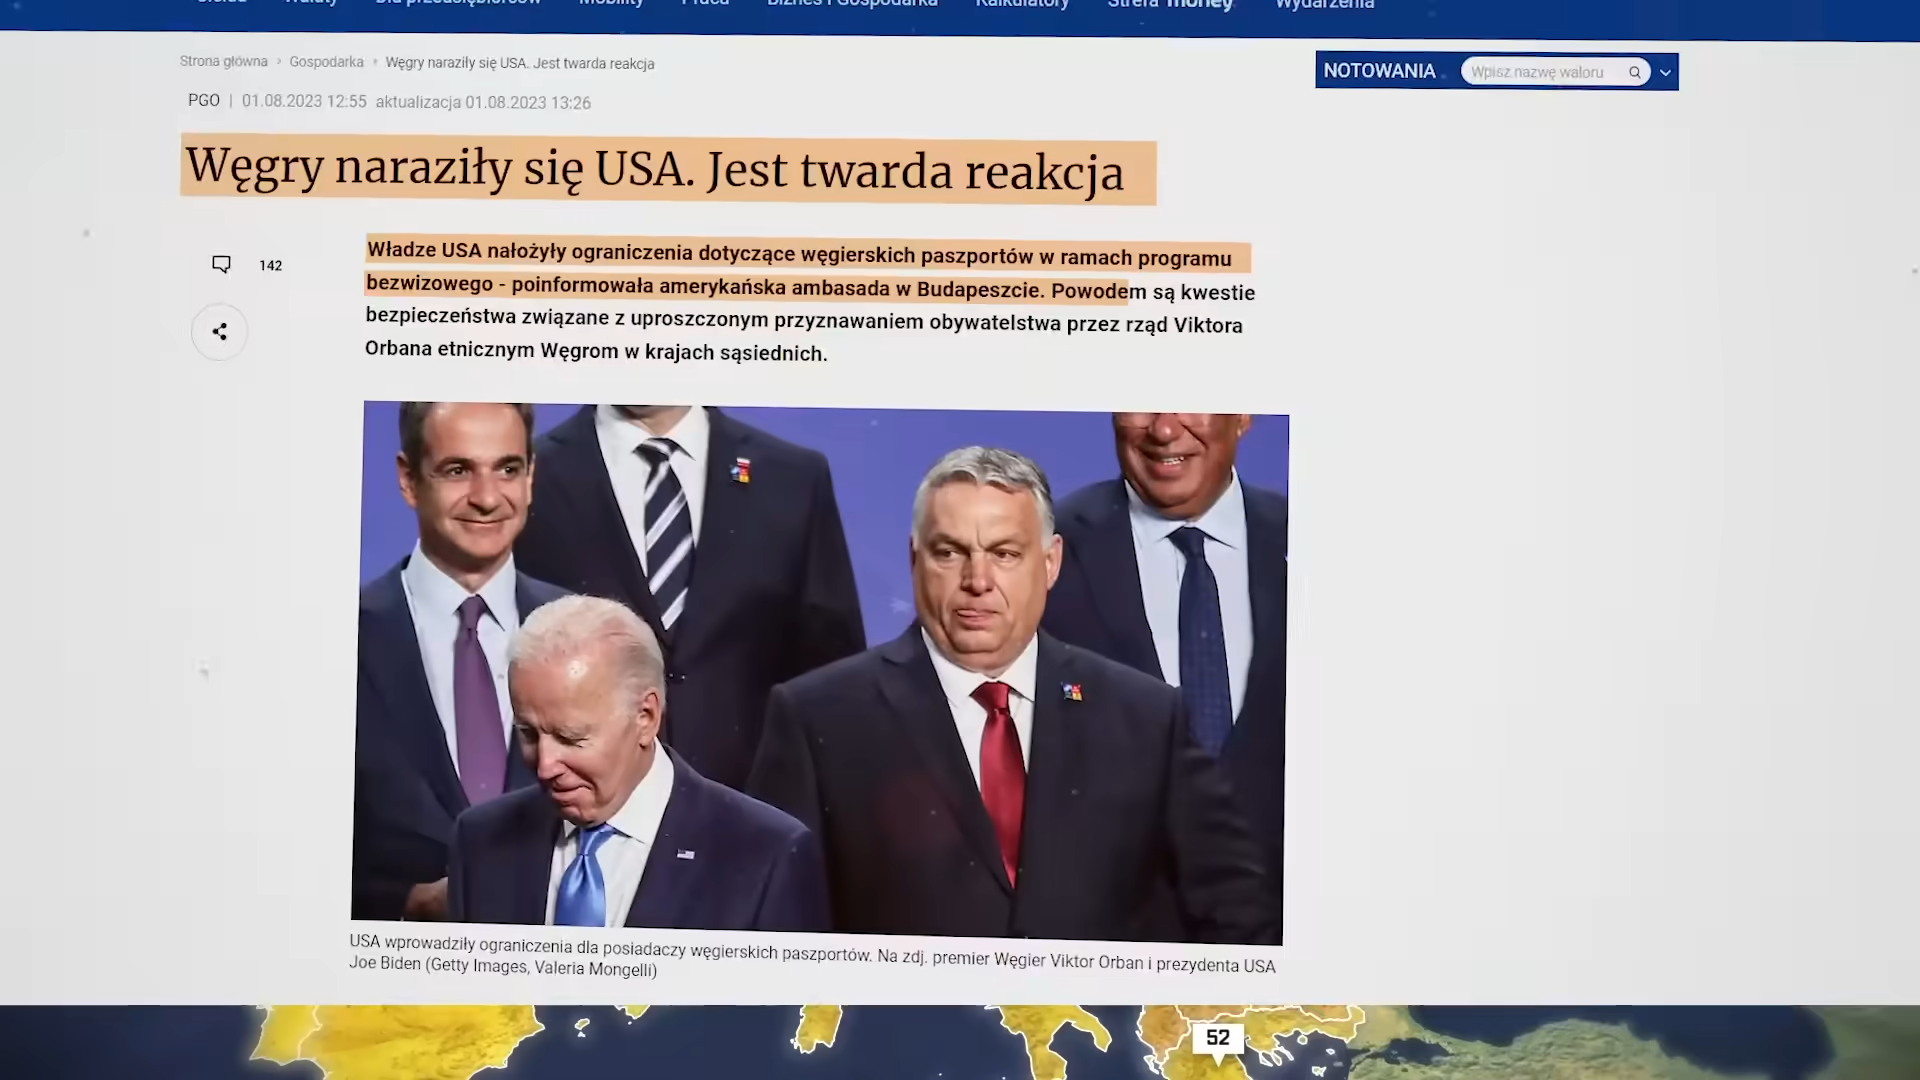 Waluty Dla przedsiębiorców Mobility Praca Biznes i Gospodarka Kalkulatory Strefa money Wydarzenia
Strona główna › Gospodarka › Węgry naraziły się USA. Jest twarda reakcja
NOTOWANIA Wpisz nazwę waloru
PGO | 01.08.2023 12:55 aktualizacja 01.08.2023 13:26
Węgry naraziły się USA. Jest twarda reakcja
142
Władze USA nałożyły ograniczenia dotyczące węgierskich paszportów w ramach programu
bezwizowego - poinformowała amerykańska ambasada w Budapeszcie. Powodem są kwestie
bezpieczeństwa związane z uproszczonym przyznawaniem obywatelstwa przez rząd Viktora
Orbana etnicznym Węgrom w krajach sąsiednich.
USA wprowadziły ograniczenia dla posiadaczy węgierskich paszportów. Na zdj. premier Węgier Viktor Orban i prezydenta USA
Joe Biden (Getty Images, Valeria Mongelli)
52